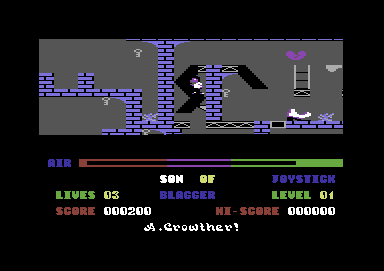 AIR
SON OF JOYSTICK
LIVES 03 BLAGGER LEVEL 01
SCORE 000200 HI-SCORE 000000
A.Crowther!